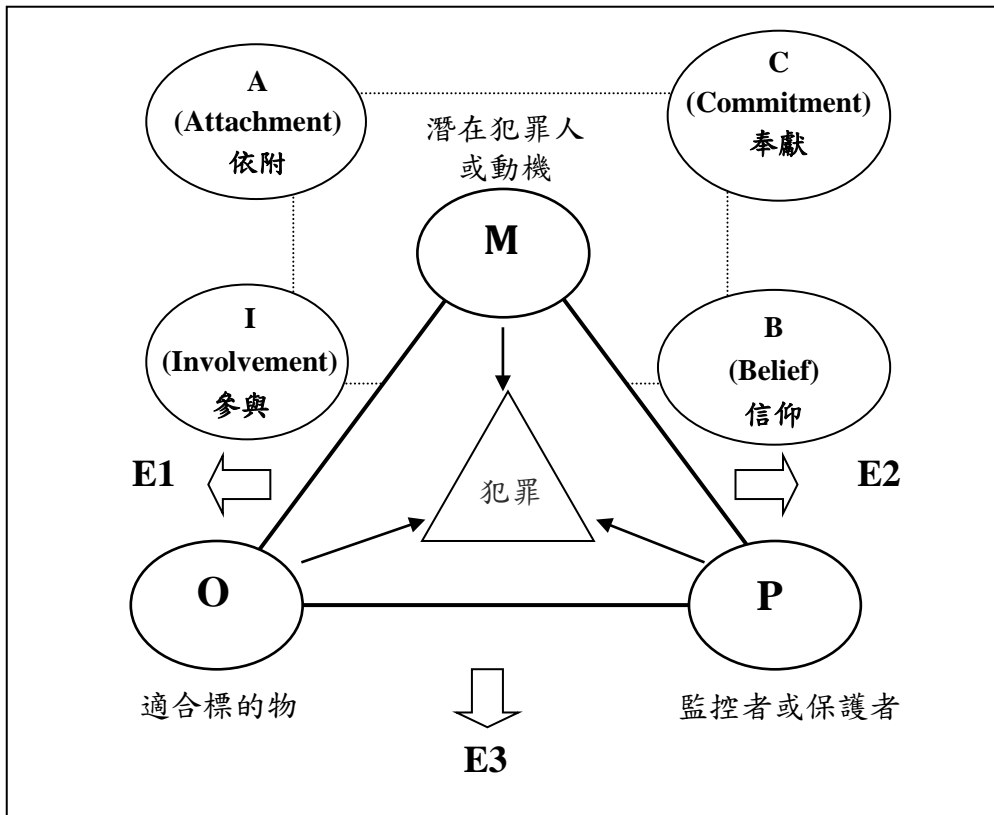 A
(Attachment)
依附
C
(Commitment)
奉獻
潛在犯罪人
或動機
M
I
(Involvement)
參與
B
(Belief)
信仰
E1
E2
犯罪
O
P
適合標的物
監控者或保護者
E3